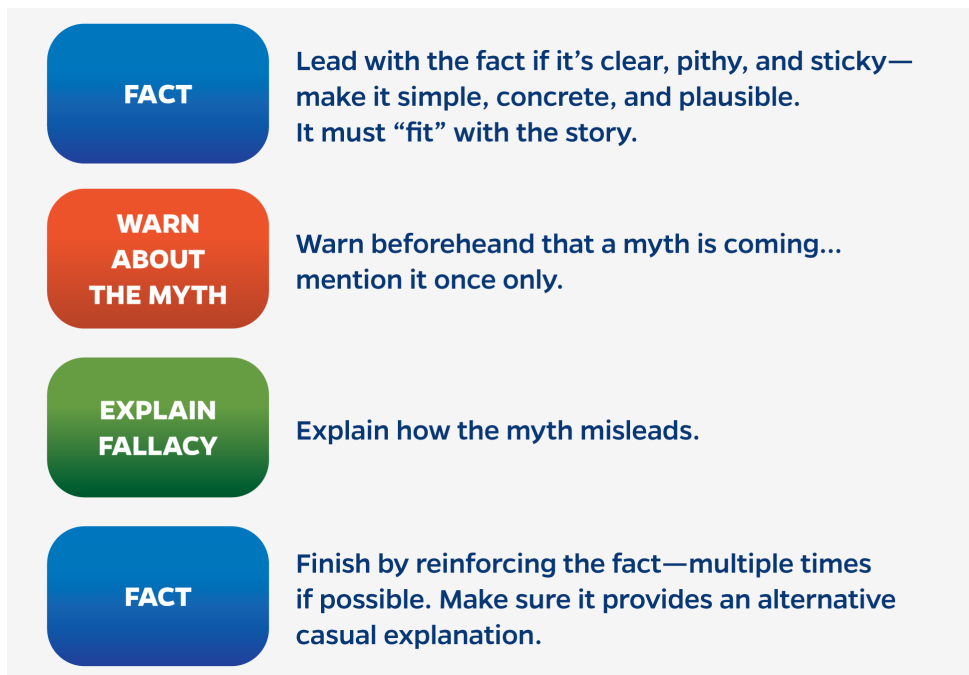 FACT
Lead with the fact if it’s clear, pithy, and sticky—
make it simple, concrete, and plausible.
It must “fit” with the story.
WARN
ABOUT
THE MYTH
Warn beforeheand that a myth is coming...
mention it once only.
EXPLAIN
FALLACY
Explain how the myth misleads.
FACT
Finish by reinforcing the fact—multiple times
if possible. Make sure it provides an alternative
casual explanation.